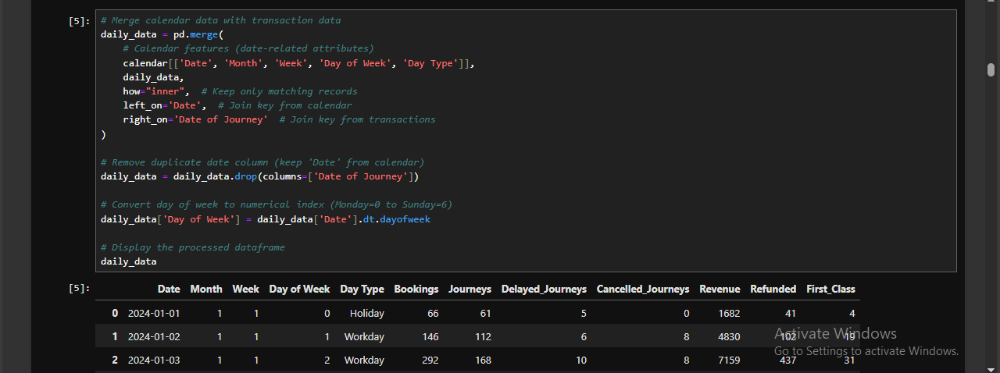 [5]:
# Merge calendar data with transaction data
daily_data = pd.merge(
    # Calendar features (date-related attributes)
    calendar[['Date', 'Month', 'Week', 'Day of Week', 'Day Type']],
    daily_data,
    how="inner",  # Keep only matching records
    left_on='Date',  # Join key from calendar
    right_on='Date of Journey'  # Join key from transactions
)
# Remove duplicate date column (keep 'Date' from calendar)
daily_data = daily_data.drop(columns=['Date of Journey'])
# Convert day of week to numerical index (Monday=0 to Sunday=6)
daily_data['Day of Week'] = daily_data['Date'].dt.dayofweek
# Display the processed dataframe
daily_data
[5]:
Date Month Week Day of Week Day Type Bookings Journeys Delayed_Journeys Cancelled_Journeys Revenue Refunded First_Class
0 2024-01-01 1 1 0 Holiday 66 61 5 0 1682 41 4
1 2024-01-02 1 1 1 Workday 146 112 6 8 4830 102 19
2 2024-01-03 1 1 2 Workday 292 168 10 8 7159 437 31
Activate Windows
Go to Settings to activate Windows.